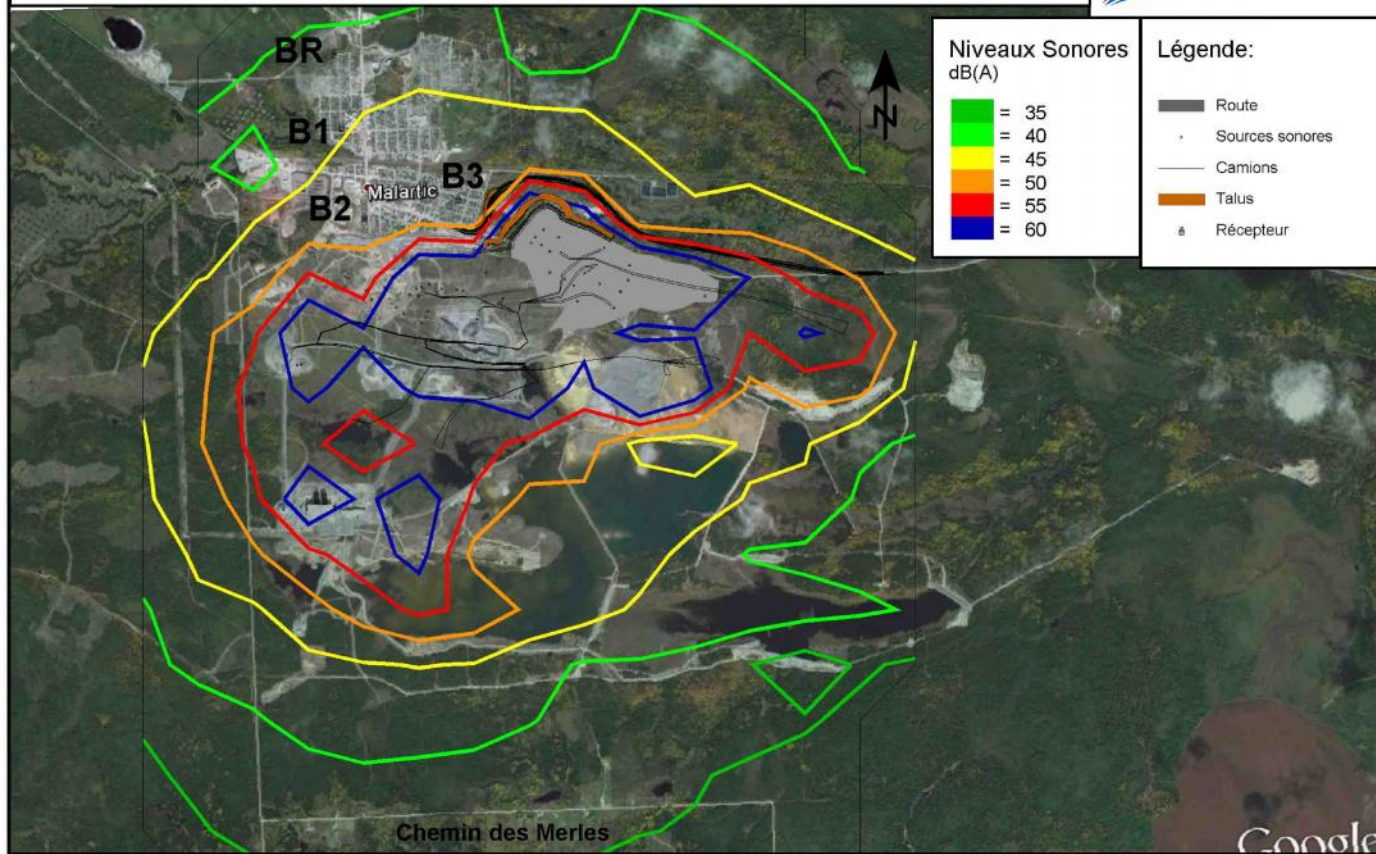 BR
B1
B3
Malartic
B2
N
Niveaux Sonores
dB(A)
= 35
= 40
= 45
= 50
= 55
= 60
Légende:
Route
Sources sonores
Camions
Talus
Récepteur
Chemin des Merles
Google